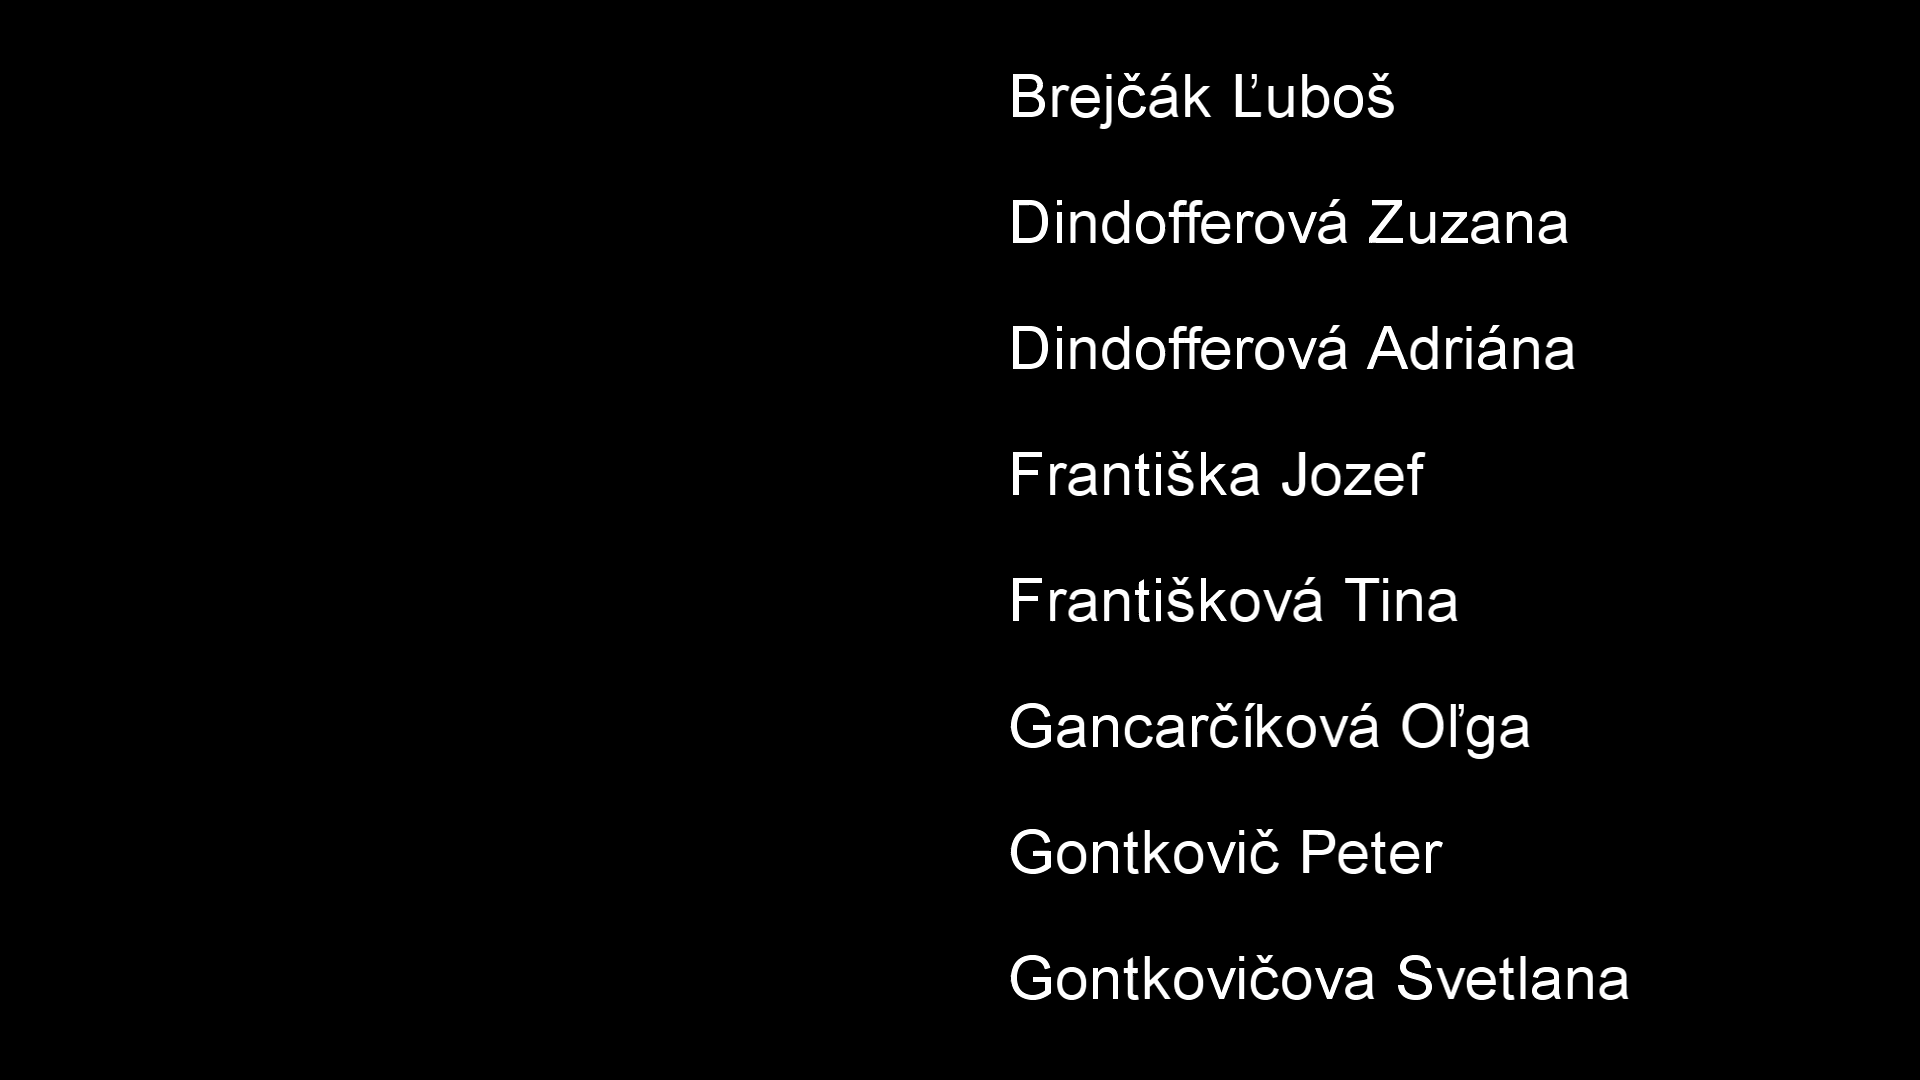 Brejčák Ľuboš
Dindofferová Zuzana
Dindofferová Adriána
Františka Jozef
Františková Tina
Gancarčíková Oľga
Gontkovič Peter
Gontkovičova Svetlana